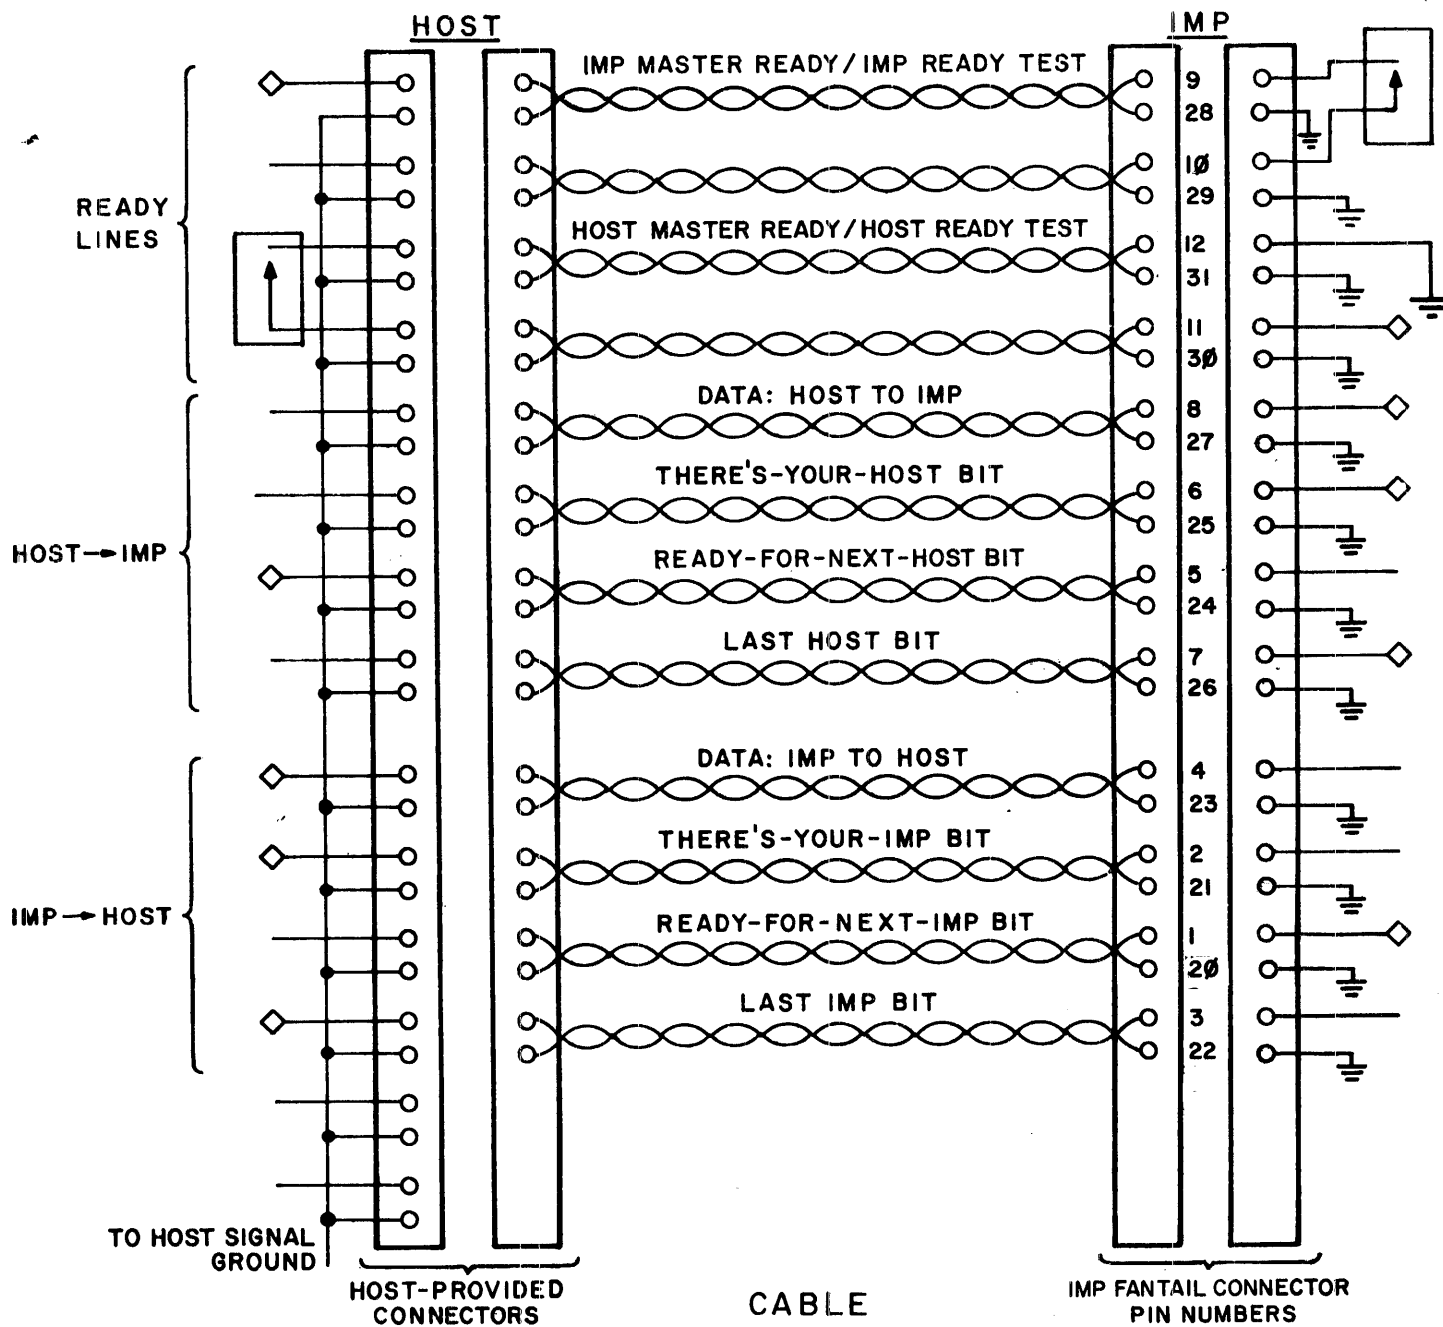 HOST
IMP
IMP MASTER READY/IMP READY TEST
9
28
1Ø
29
READY
LINES
HOST MASTER READY/HOST READY TEST
12
31
11
3Ø
DATA: HOST TO IMP
8
27
THERE'S-YOUR-HOST BIT
6
25
HOST→IMP
READY-FOR-NEXT-HOST BIT
5
24
LAST HOST BIT
7
26
DATA: IMP TO HOST
4
23
THERE'S-YOUR-IMP BIT
2
21
IMP→HOST
READY-FOR-NEXT-IMP BIT
1
2Ø
LAST IMP BIT
3
22
TO HOST SIGNAL
GROUND
HOST-PROVIDED
CONNECTORS
CABLE
IMP FANTAIL CONNECTOR
PIN NUMBERS